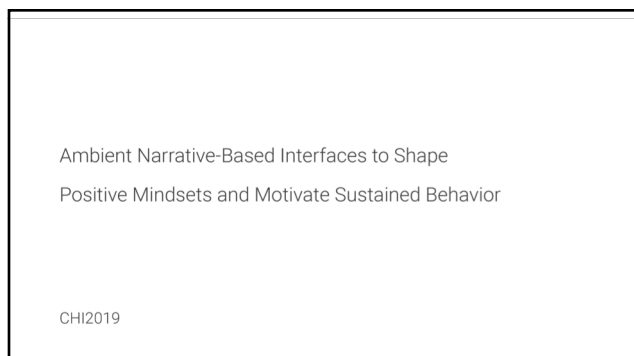 Ambient Narrative-Based Interfaces to Shape
Positive Mindsets and Motivate Sustained Behavior
CHI2019